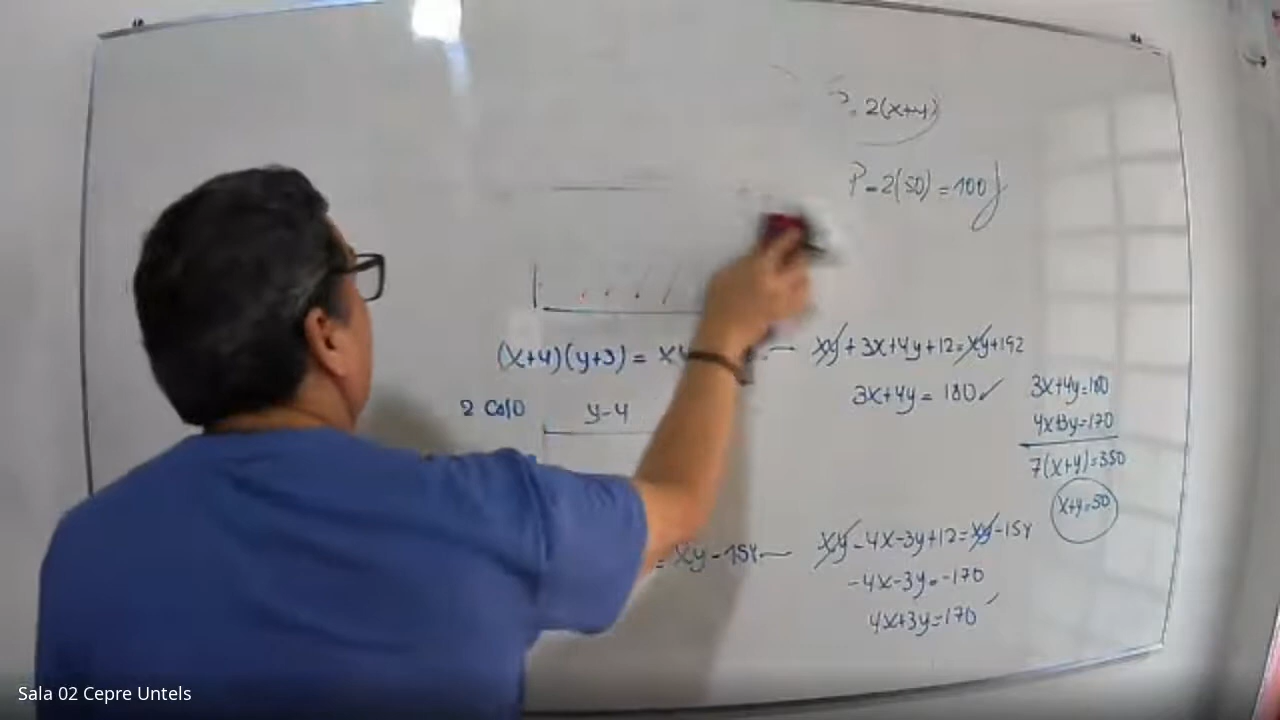 2(x+y)
P=2(50)=100
(x+4)(y+3) = xy
xy+3x+4y+12=xy+192
3x+4y= 180 ✓
3x+4y=180
4x+3y=170
7(x+y)=350
x+y=50
2 Caso
y-4
= xy-154
xy-4x-3y+12=xy-154
-4x-3y=-170
4x+3y=170
Sala 02 Cepre Untels